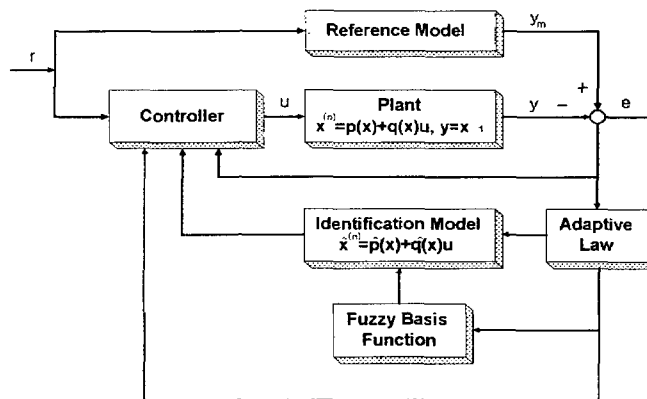 Reference Model
y_m
r
+
Controller
u
Plant
x^(n)=p(x)+q(x)u, y=x_1
y
−
e
Identification Model
x̂^(n)=p̂(x)+q̂(x)u
Adaptive
Law
Fuzzy Basis
Function